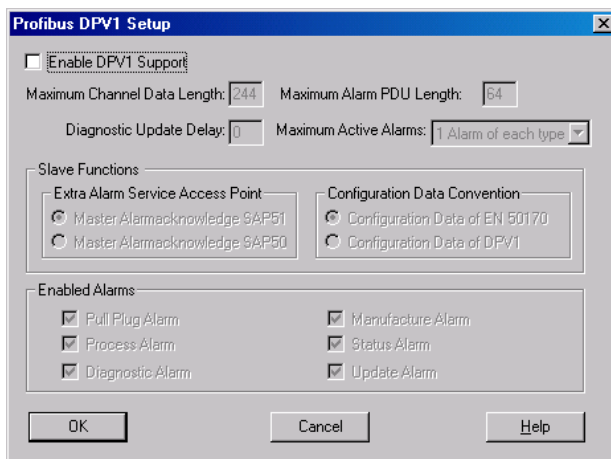 Profibus DPV1 Setup
Enable DPV1 Support
Maximum Channel Data Length: 244 Maximum Alarm PDU Length: 64
Diagnostic Update Delay: 0 Maximum Active Alarms: 1 Alarm of each type
Slave Functions
Extra Alarm Service Access Point
Master Alarmacknowledge SAP51
Master Alarmacknowledge SAP50
Configuration Data Convention
Configuration Data of EN 50170
Configuration Data of DPV1
Enabled Alarms
Pull Plug Alarm Manufacture Alarm
Process Alarm Status Alarm
Diagnostic Alarm Update Alarm
OK Cancel Help